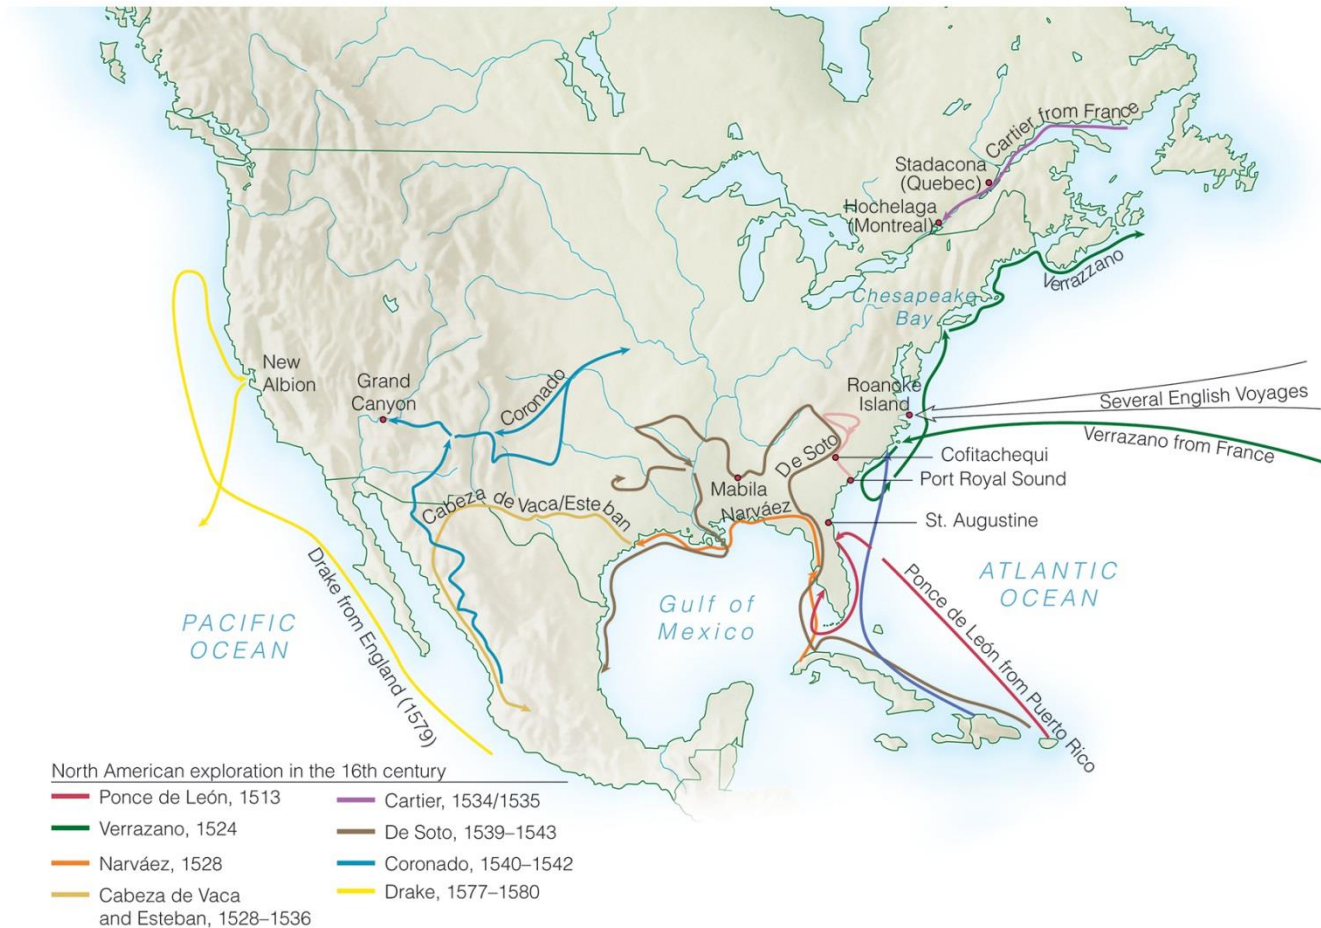 Cartier from France
Stadacona
(Quebec)
Hochelaga
(Montreal)
Verrazzano
Chesapeake
Bay
New
Albion
Grand
Canyon
Coronado
Roanoke
Island
Several English Voyages
Verrazano from France
De Soto
Cofitachequi
Mabila
Port Royal Sound
Cabeza de Vaca/Esteban
Narváez
St. Augustine
Drake from England (1579)
PACIFIC
OCEAN
Gulf of
Mexico
ATLANTIC
OCEAN
Ponce de León from Puerto Rico
North American exploration in the 16th century
Ponce de León, 1513
Verrazano, 1524
Narváez, 1528
Cabeza de Vaca
and Esteban, 1528–1536
Cartier, 1534/1535
De Soto, 1539–1543
Coronado, 1540–1542
Drake, 1577–1580